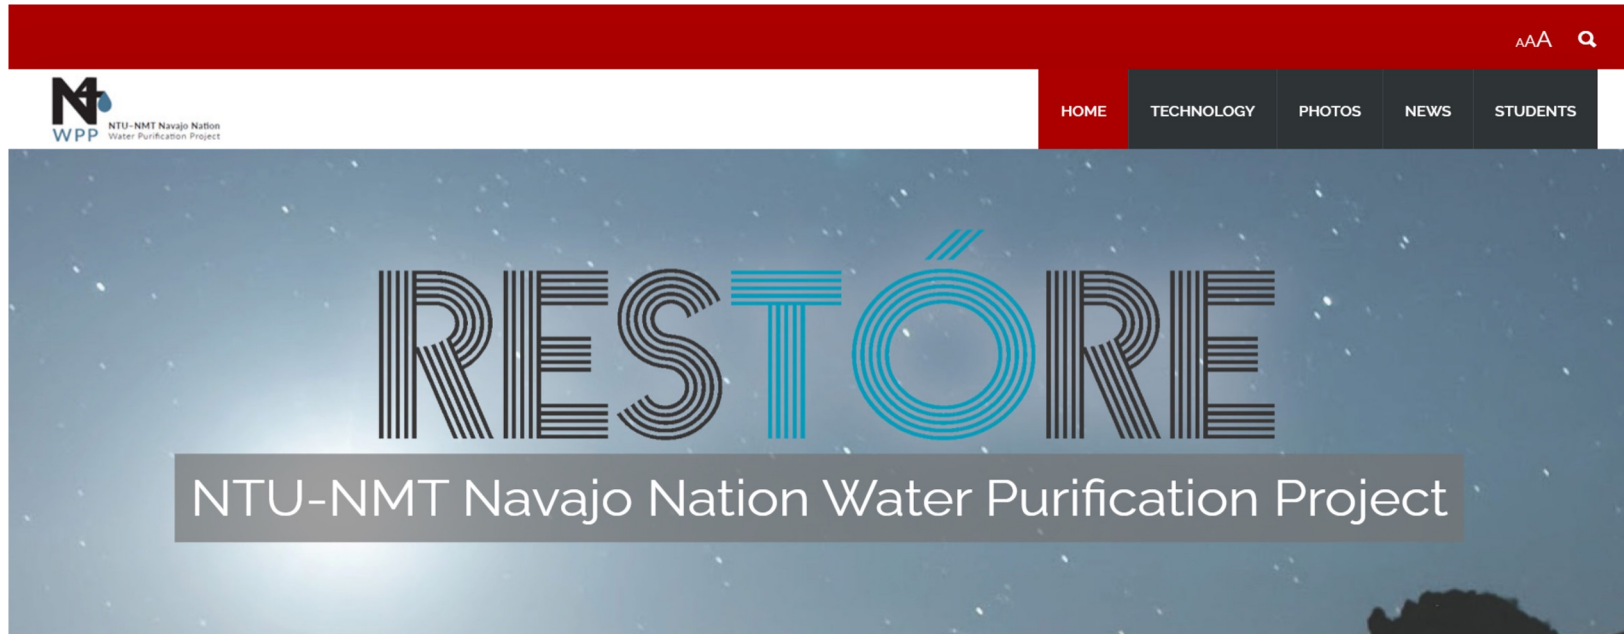 AAA
N4
WPP
NTU-NMT Navajo Nation
Water Purification Project
HOME TECHNOLOGY PHOTOS NEWS STUDENTS
RESTÓRE
NTU-NMT Navajo Nation Water Purification Project